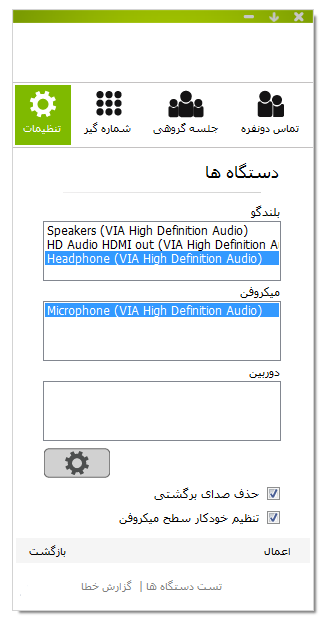 تماس دونفره
جلسه گروهی
شماره گیر
تنظیمات
دستگاه ها
بلندگو
Speakers (VIA High Definition Audio)
HD Audio HDMI out (VIA High Definition Au
Headphone (VIA High Definition Audio)
میکروفن
Microphone (VIA High Definition Audio)
دوربین
حذف صدای برگشتی
تنظیم خودکار سطح میکروفن
اعمال
بازگشت
تست دستگاه ها | گزارش خطا